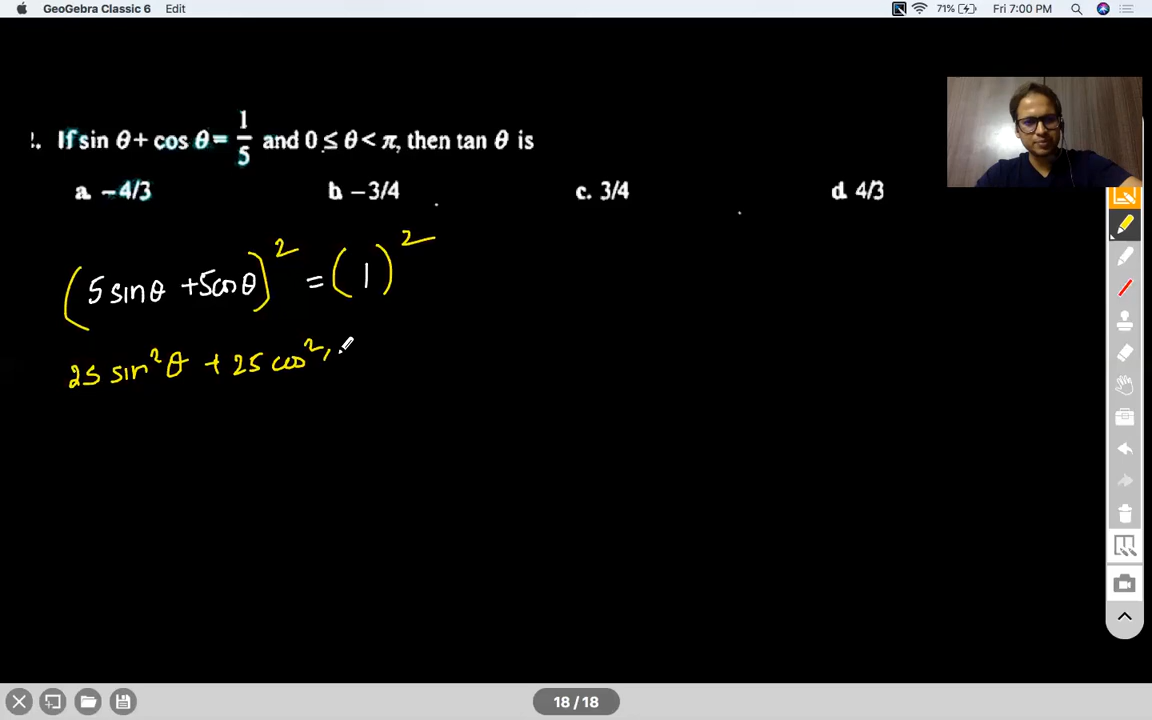 GeoGebra Classic 6 Edit 71% Fri 7:00 PM
!. If sin θ + cos θ = 1/5 and 0 ≤ θ < π, then tan θ is
a. −4/3 b. −3/4 c. 3/4 d. 4/3
(5 sinθ + 5cosθ)² = (1)²
25 sin²θ + 25 cos²
18 / 18